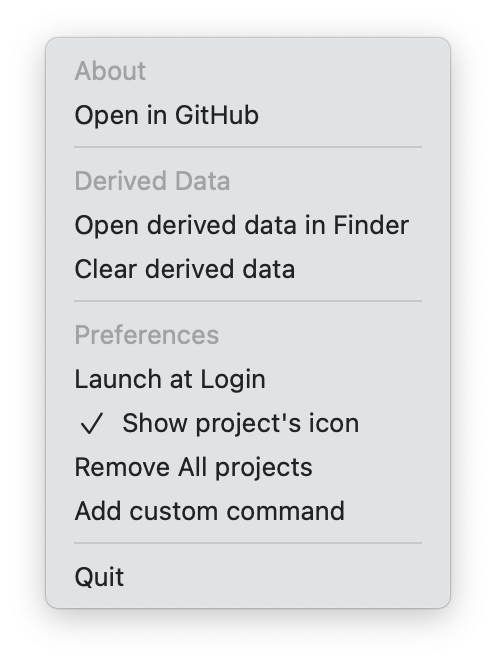 About
Open in GitHub
Derived Data
Open derived data in Finder
Clear derived data
Preferences
Launch at Login
✓ Show project's icon
Remove All projects
Add custom command
Quit